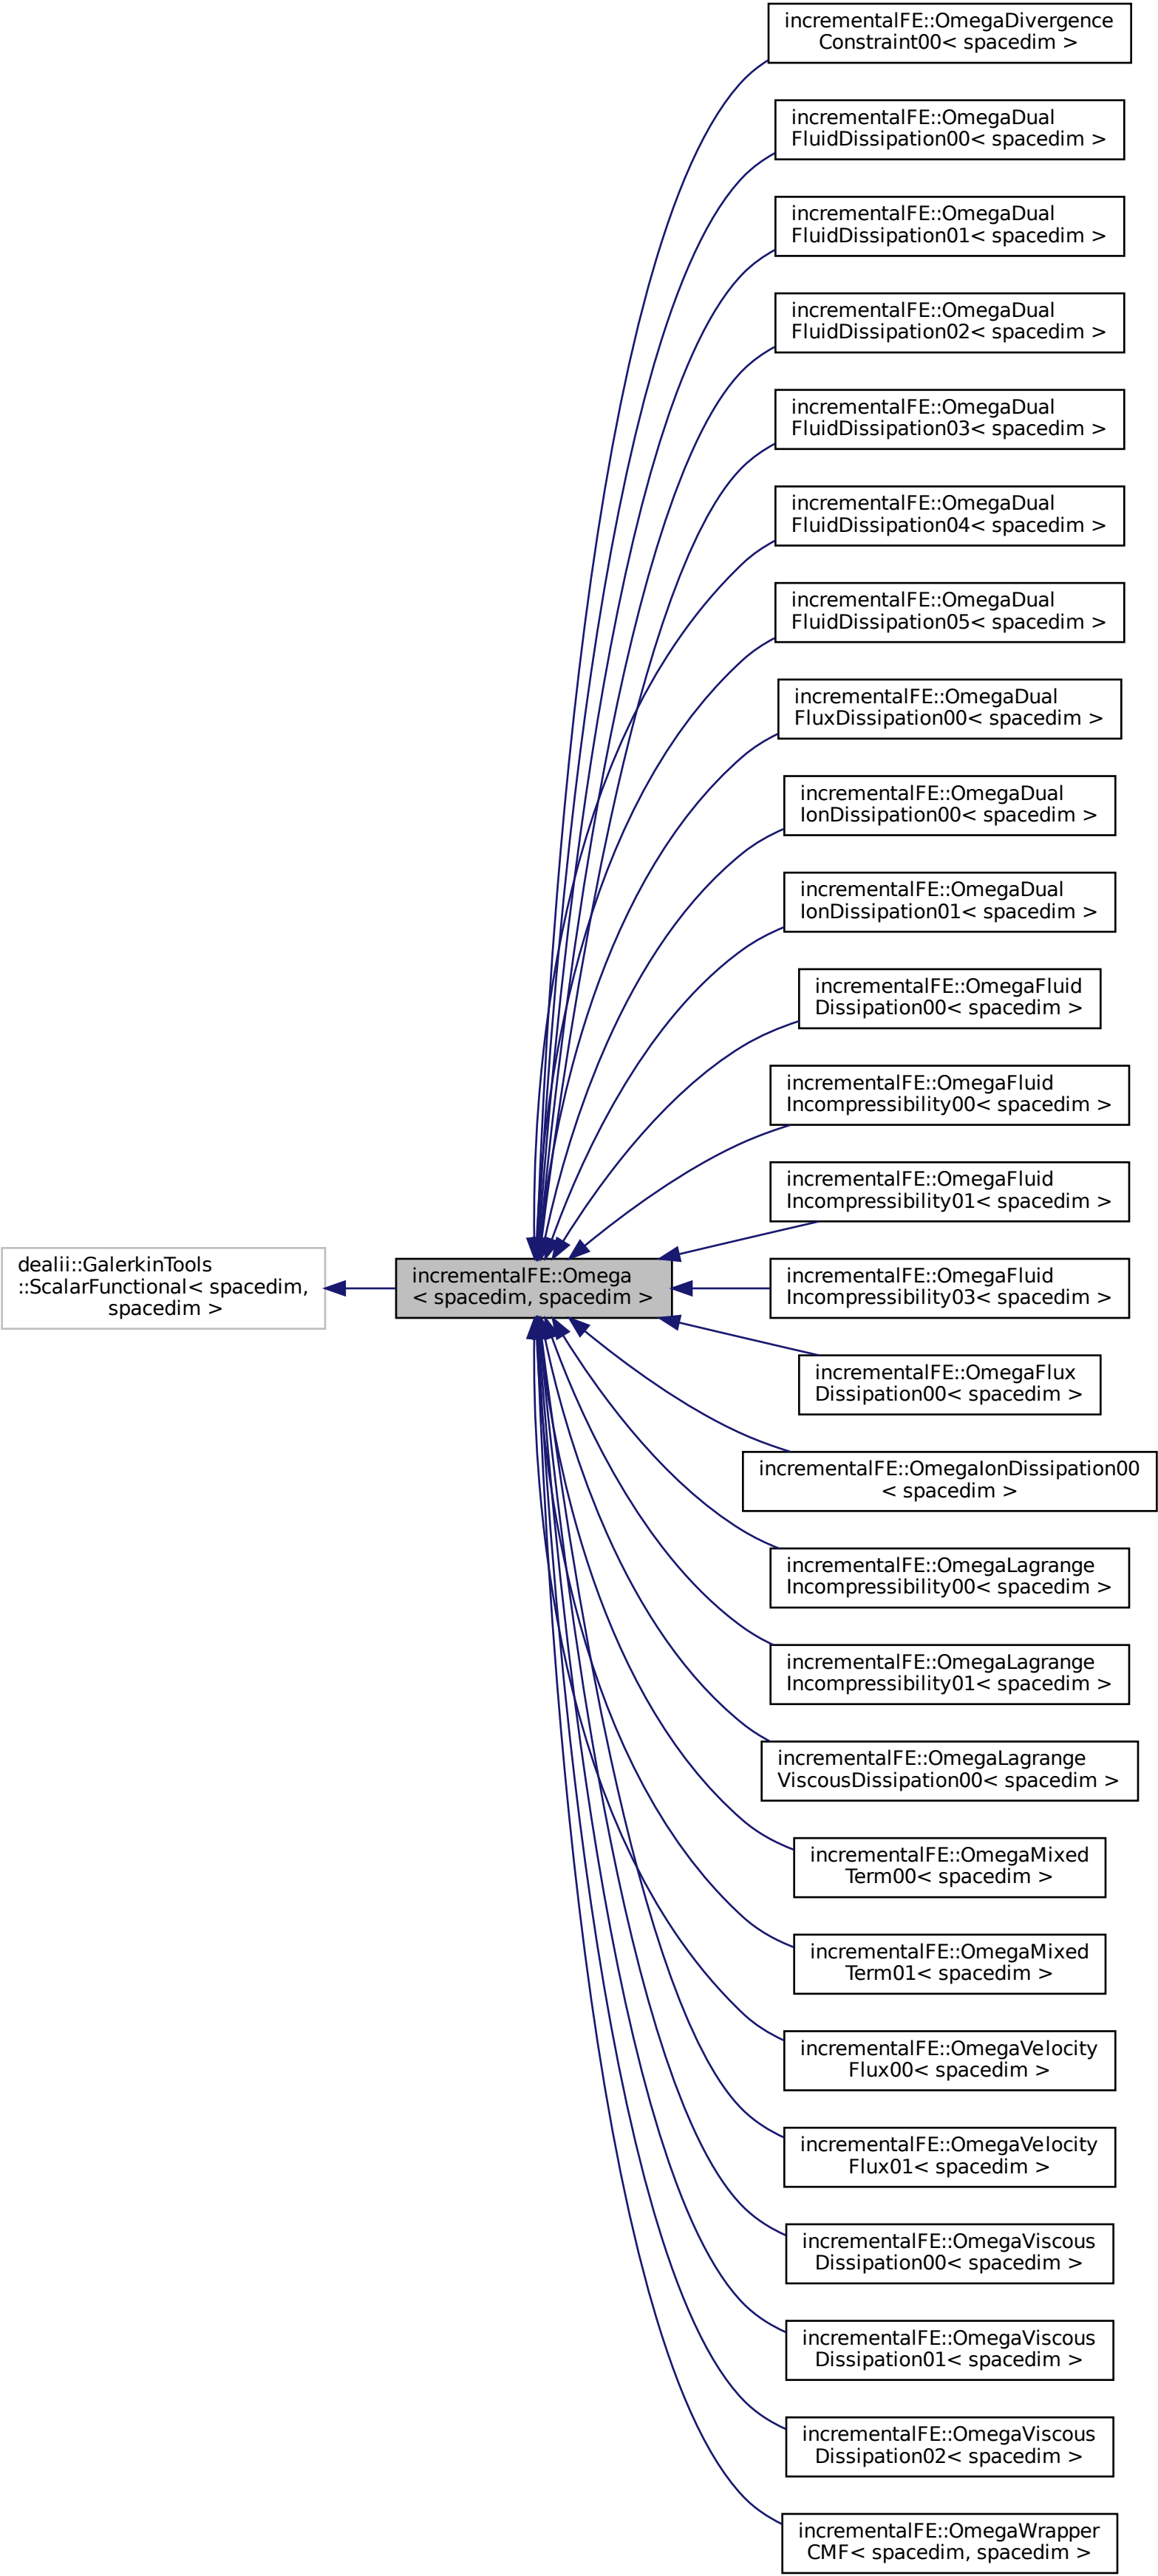 dealii::GalerkinTools
::ScalarFunctional< spacedim,
spacedim >
incrementalFE::Omega
< spacedim, spacedim >
incrementalFE::OmegaDivergence
Constraint00< spacedim >
incrementalFE::OmegaDual
FluidDissipation00< spacedim >
incrementalFE::OmegaDual
FluidDissipation01< spacedim >
incrementalFE::OmegaDual
FluidDissipation02< spacedim >
incrementalFE::OmegaDual
FluidDissipation03< spacedim >
incrementalFE::OmegaDual
FluidDissipation04< spacedim >
incrementalFE::OmegaDual
FluidDissipation05< spacedim >
incrementalFE::OmegaDual
FluxDissipation00< spacedim >
incrementalFE::OmegaDual
IonDissipation00< spacedim >
incrementalFE::OmegaDual
IonDissipation01< spacedim >
incrementalFE::OmegaFluid
Dissipation00< spacedim >
incrementalFE::OmegaFluid
Incompressibility00< spacedim >
incrementalFE::OmegaFluid
Incompressibility01< spacedim >
incrementalFE::OmegaFluid
Incompressibility03< spacedim >
incrementalFE::OmegaFlux
Dissipation00< spacedim >
incrementalFE::OmegaIonDissipation00
< spacedim >
incrementalFE::OmegaLagrange
Incompressibility00< spacedim >
incrementalFE::OmegaLagrange
Incompressibility01< spacedim >
incrementalFE::OmegaLagrange
ViscousDissipation00< spacedim >
incrementalFE::OmegaMixed
Term00< spacedim >
incrementalFE::OmegaMixed
Term01< spacedim >
incrementalFE::OmegaVelocity
Flux00< spacedim >
incrementalFE::OmegaVelocity
Flux01< spacedim >
incrementalFE::OmegaViscous
Dissipation00< spacedim >
incrementalFE::OmegaViscous
Dissipation01< spacedim >
incrementalFE::OmegaViscous
Dissipation02< spacedim >
incrementalFE::OmegaWrapper
CMF< spacedim, spacedim >